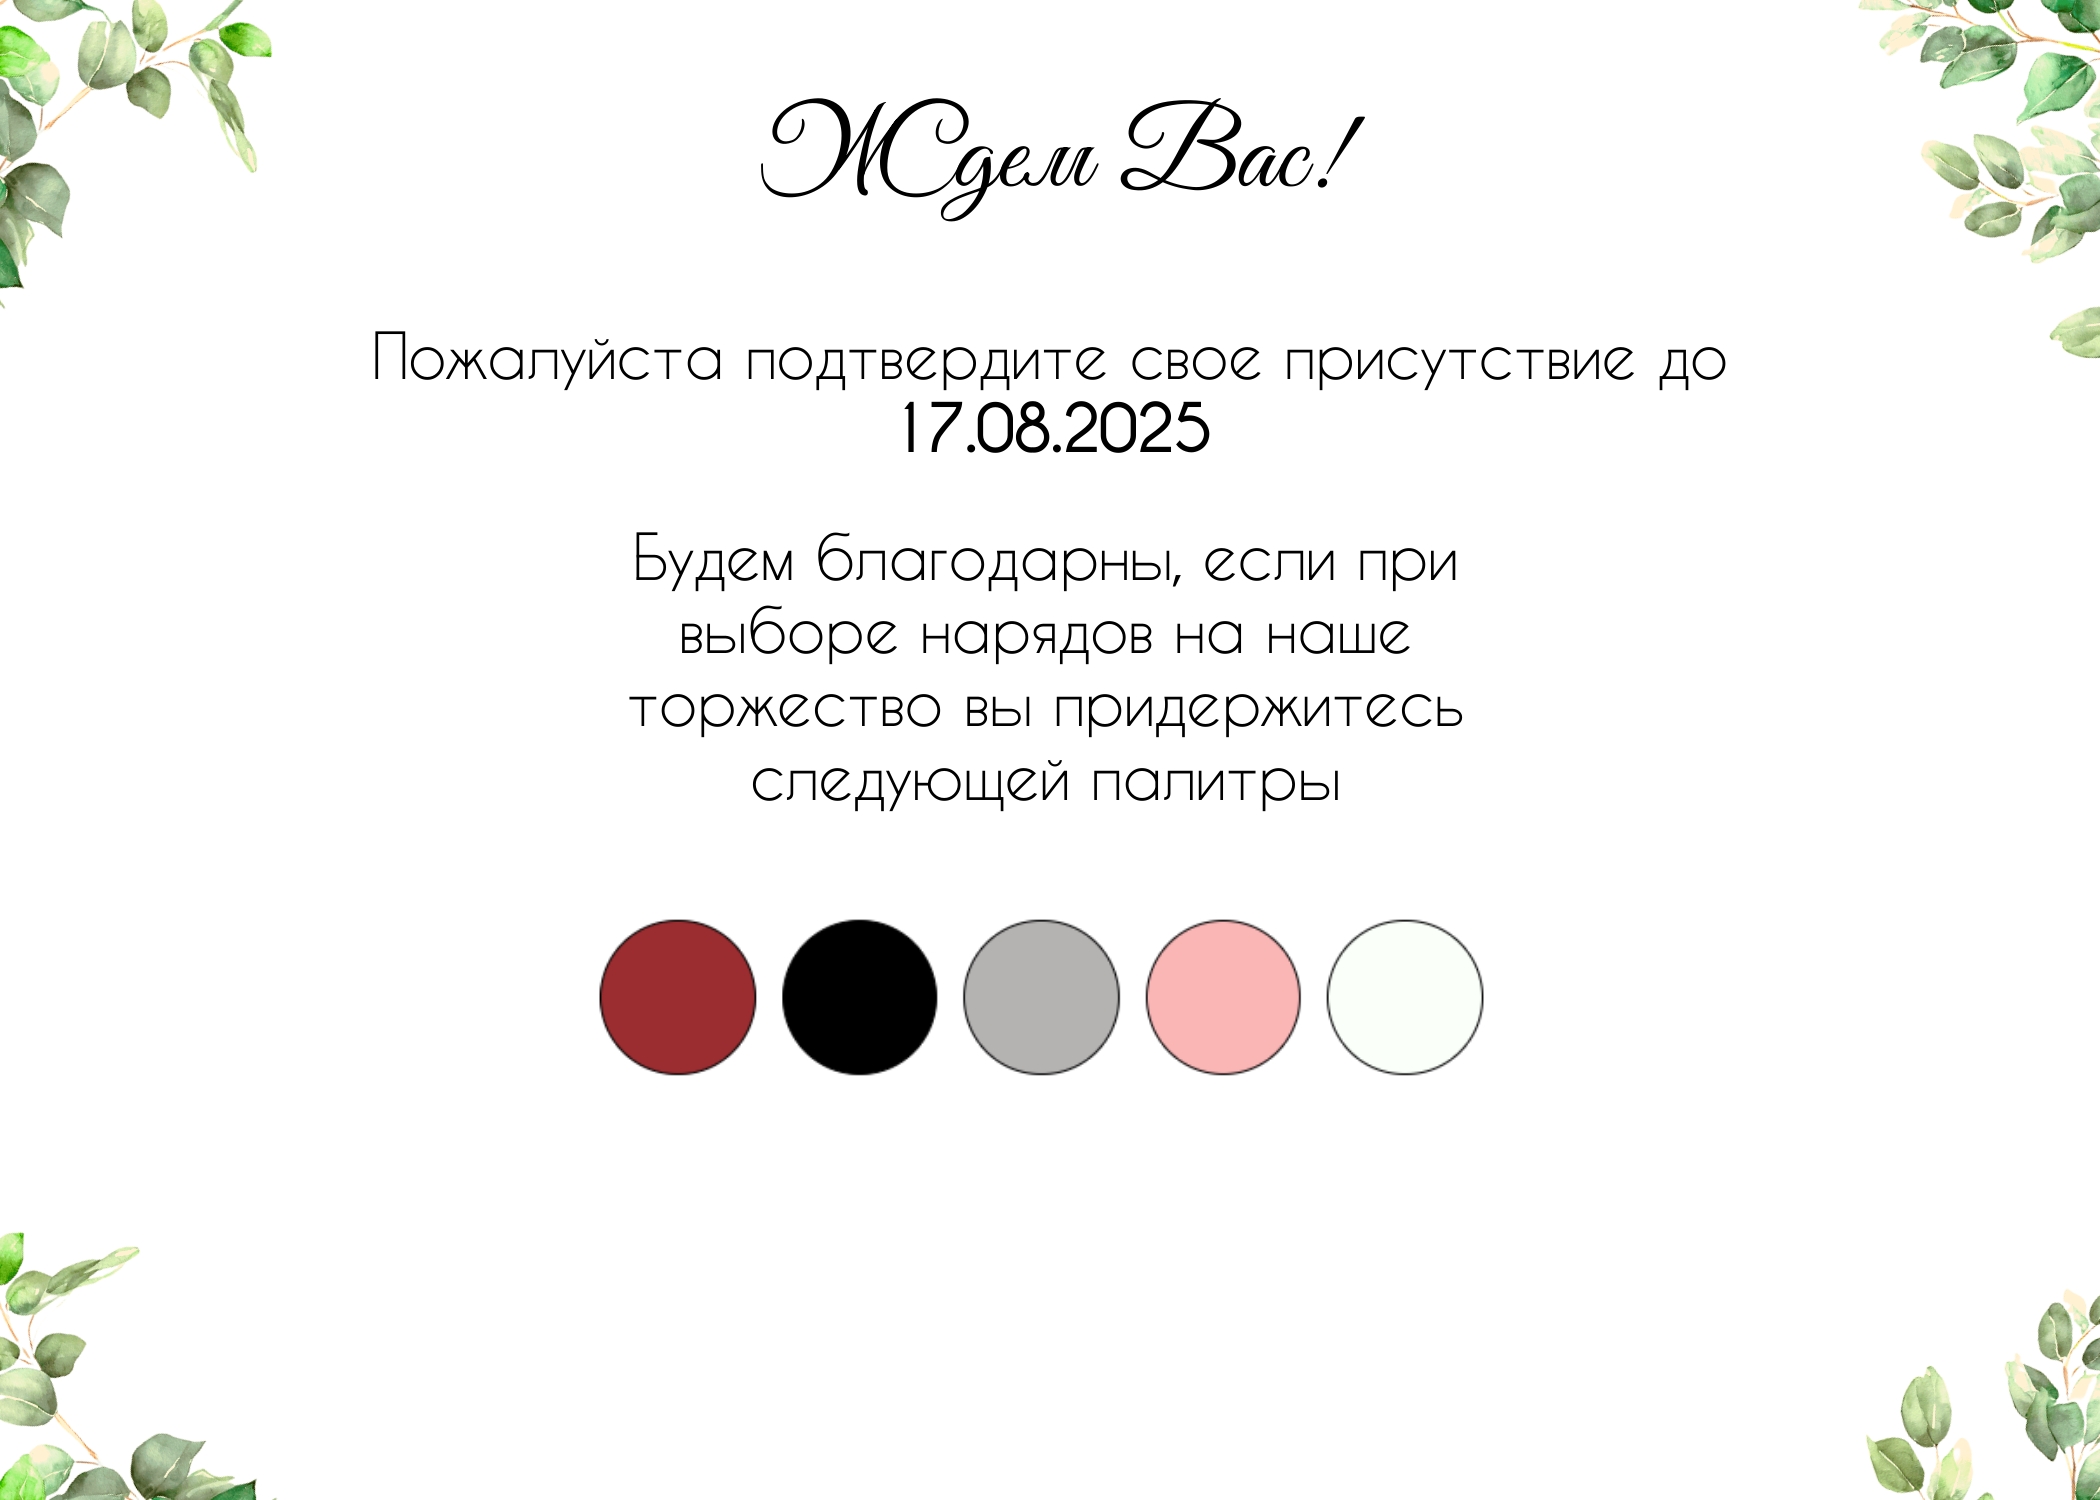 Ждем Вас!
Пожалуйста подтвердите свое присутствие до
17.08.2025
Будем благодарны, если при
выборе нарядов на наше
торжество вы придержитесь
следующей палитры